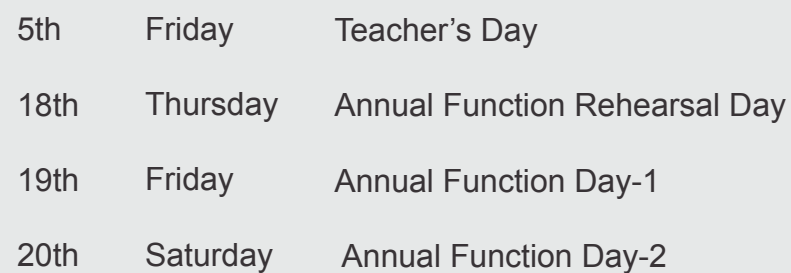 5th Friday Teacher’s Day
18th Thursday Annual Function Rehearsal Day
19th Friday Annual Function Day-1
20th Saturday Annual Function Day-2